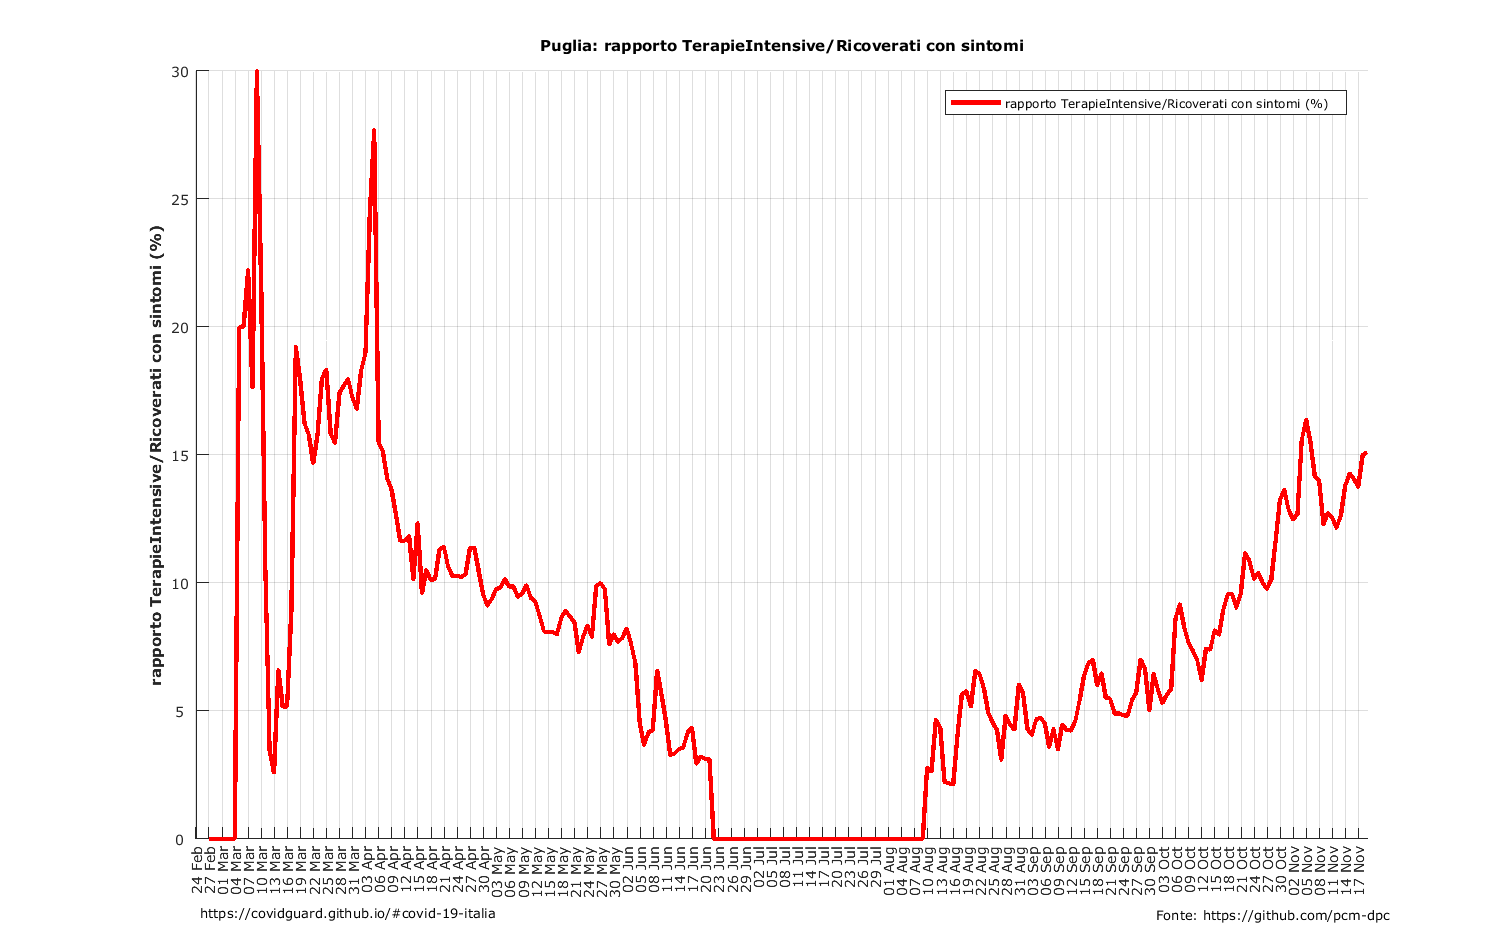 Puglia: rapporto TerapieIntensive/Ricoverati con sintomi
rapporto TerapieIntensive/Ricoverati con sintomi (%)
rapporto TerapieIntensive/Ricoverati con sintomi (%)
30
25
20
15
10
5
0
24 Feb
27 Feb
01 Mar
04 Mar
07 Mar
10 Mar
13 Mar
16 Mar
19 Mar
22 Mar
25 Mar
28 Mar
31 Mar
03 Apr
06 Apr
09 Apr
12 Apr
15 Apr
18 Apr
21 Apr
24 Apr
27 Apr
30 Apr
03 May
06 May
09 May
12 May
15 May
18 May
21 May
24 May
27 May
30 May
02 Jun
05 Jun
08 Jun
11 Jun
14 Jun
17 Jun
20 Jun
23 Jun
26 Jun
29 Jun
02 Jul
05 Jul
08 Jul
11 Jul
14 Jul
17 Jul
20 Jul
23 Jul
26 Jul
29 Jul
01 Aug
04 Aug
07 Aug
10 Aug
13 Aug
16 Aug
19 Aug
22 Aug
25 Aug
28 Aug
31 Aug
03 Sep
06 Sep
09 Sep
12 Sep
15 Sep
18 Sep
21 Sep
24 Sep
27 Sep
30 Sep
03 Oct
06 Oct
09 Oct
12 Oct
15 Oct
18 Oct
21 Oct
24 Oct
27 Oct
30 Oct
02 Nov
05 Nov
08 Nov
11 Nov
14 Nov
17 Nov
https://covidguard.github.io/#covid-19-italia
Fonte: https://github.com/pcm-dpc